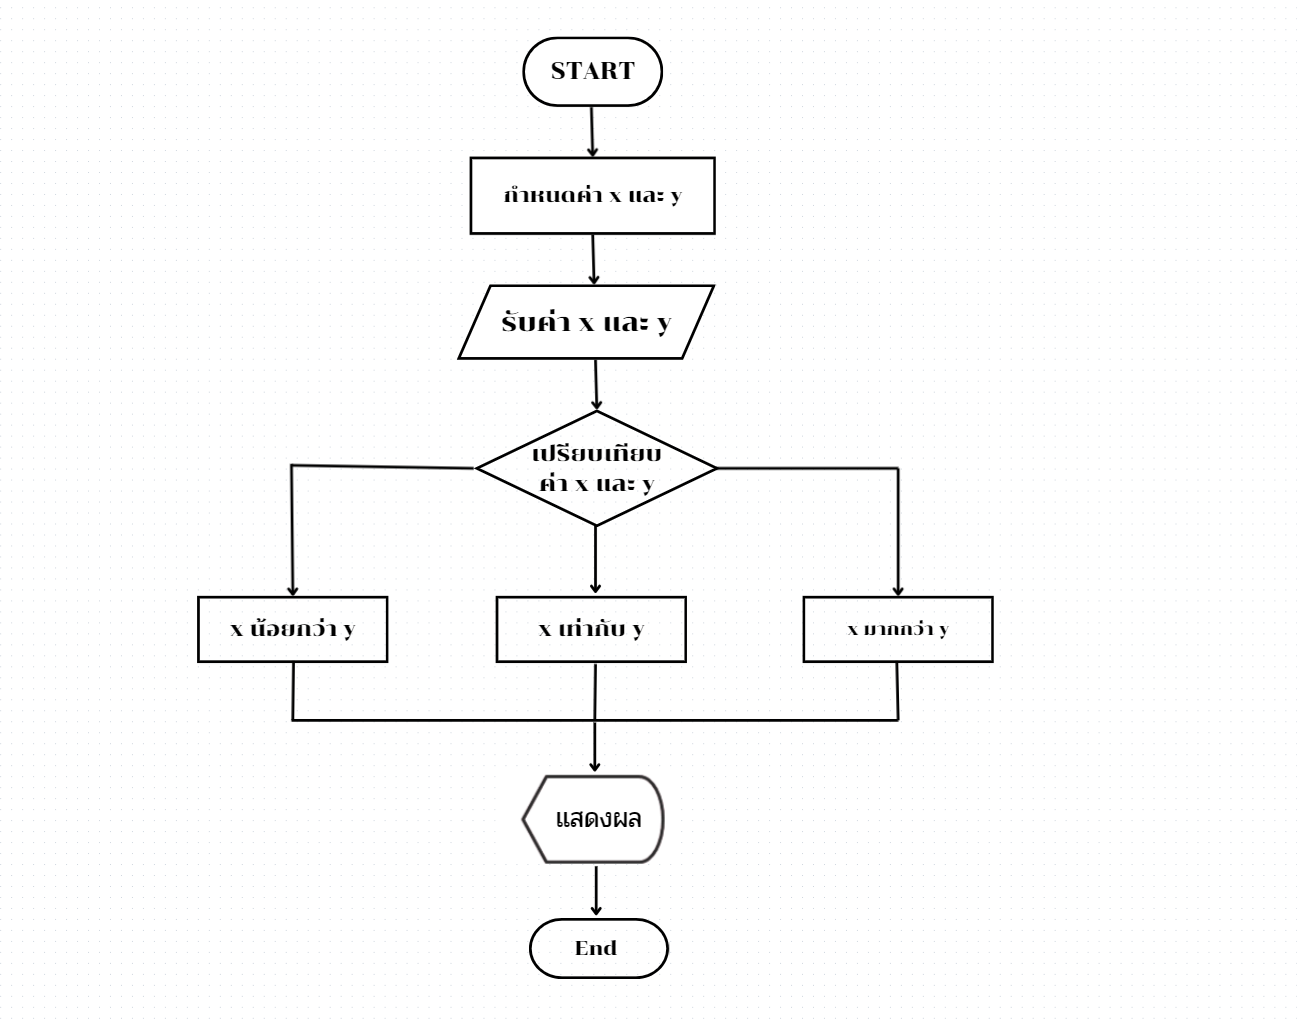 START
กำหนดค่า x และ y
รับค่า x และ y
เปรียบเทียบ
ค่า x และ y
x น้อยกว่า y
x เท่ากับ y
x มากกว่า y
แสดงผล
End